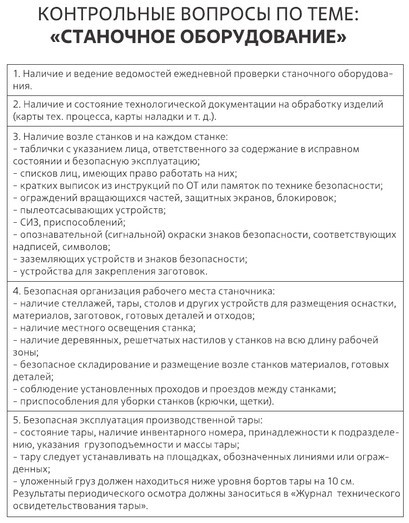 КОНТРОЛЬНЫЕ ВОПРОСЫ ПО ТЕМЕ:
«СТАНОЧНОЕ ОБОРУДОВАНИЕ»
1. Наличие и ведение ведомостей ежедневной проверки станочного оборудова-
ния.
2. Наличие и состояние технологической документации на обработку изделий
(карты тех. процесса, карты наладки и т. д.).
3. Наличие возле станков и на каждом станке:
- таблички с указанием лица, ответственного за содержание в исправном
состоянии и безопасную эксплуатацию;
- списков лиц, имеющих право работать на них;
- кратких выписок из инструкций по ОТ или памяток по технике безопасности;
- ограждений вращающихся частей, защитных экранов, блокировок;
- пылеотсасывающих устройств;
- СИЗ, приспособлений;
- опознавательной (сигнальной) окраски знаков безопасности, соответствующих
надписей, символов;
- заземляющих устройств и знаков безопасности;
- устройства для закрепления заготовок.
4. Безопасная организация рабочего места станочника:
- наличие стеллажей, тары, столов и других устройств для размещения оснастки,
материалов, заготовок, готовых деталей и отходов;
- наличие местного освещения станка;
- наличие деревянных, решетчатых настилов у станков на всю длину рабочей
зоны;
- безопасное складирование и размещение возле станков материалов, готовых
деталей;
- соблюдение установленных проходов и проездов между станками;
- приспособления для уборки станков (крючки, щетки).
5. Безопасная эксплуатация производственной тары:
- состояние тары, наличие инвентарного номера, принадлежности к подразделе-
нию, указания грузоподъемности и массы тары;
- тару следует устанавливать на площадках, обозначенных линиями или ограж-
денных;
- уложенный груз должен находиться ниже уровня бортов тары на 10 см.
Результаты периодического осмотра должны заноситься в «Журнал технического
освидетельствования тары».